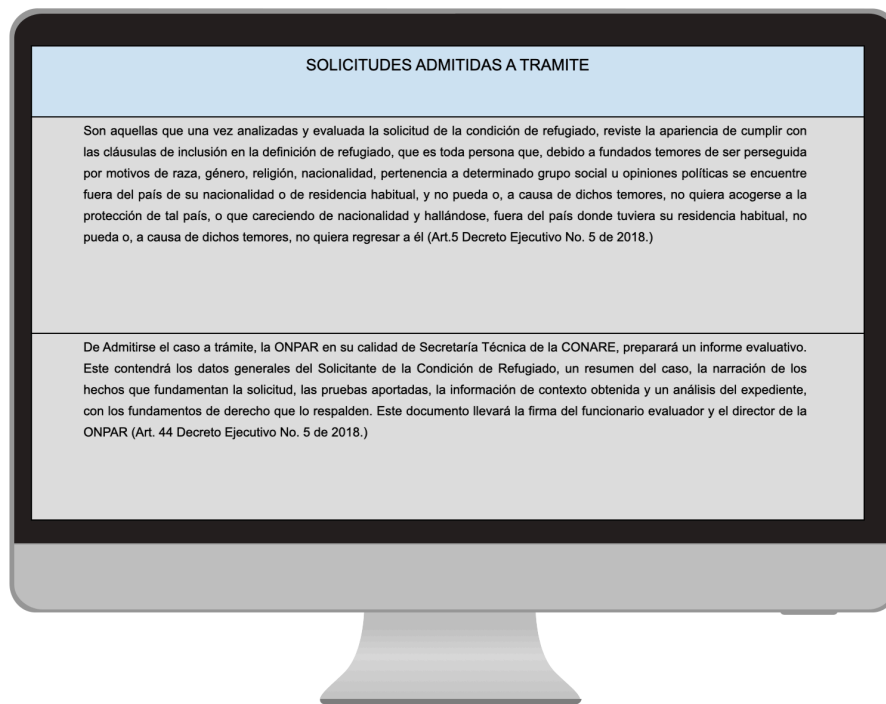 SOLICITUDES ADMITIDAS A TRAMITE
Son aquellas que una vez analizadas y evaluada la solicitud de la condición de refugiado, reviste la apariencia de cumplir con
las cláusulas de inclusión en la definición de refugiado, que es toda persona que, debido a fundados temores de ser perseguida
por motivos de raza, género, religión, nacionalidad, pertenencia a determinado grupo social u opiniones políticas se encuentre
fuera del país de su nacionalidad o de residencia habitual, y no pueda o, a causa de dichos temores, no quiera acogerse a la
protección de tal país, o que careciendo de nacionalidad y hallándose, fuera del país donde tuviera su residencia habitual, no
pueda o, a causa de dichos temores, no quiera regresar a él (Art.5 Decreto Ejecutivo No. 5 de 2018.)
De Admitirse el caso a trámite, la ONPAR en su calidad de Secretaría Técnica de la CONARE, preparará un informe evaluativo.
Este contendrá los datos generales del Solicitante de la Condición de Refugiado, un resumen del caso, la narración de los
hechos que fundamentan la solicitud, las pruebas aportadas, la información de contexto obtenida y un análisis del expediente,
con los fundamentos de derecho que lo respalden. Este documento llevará la firma del funcionario evaluador y el director de la
ONPAR (Art. 44 Decreto Ejecutivo No. 5 de 2018.)